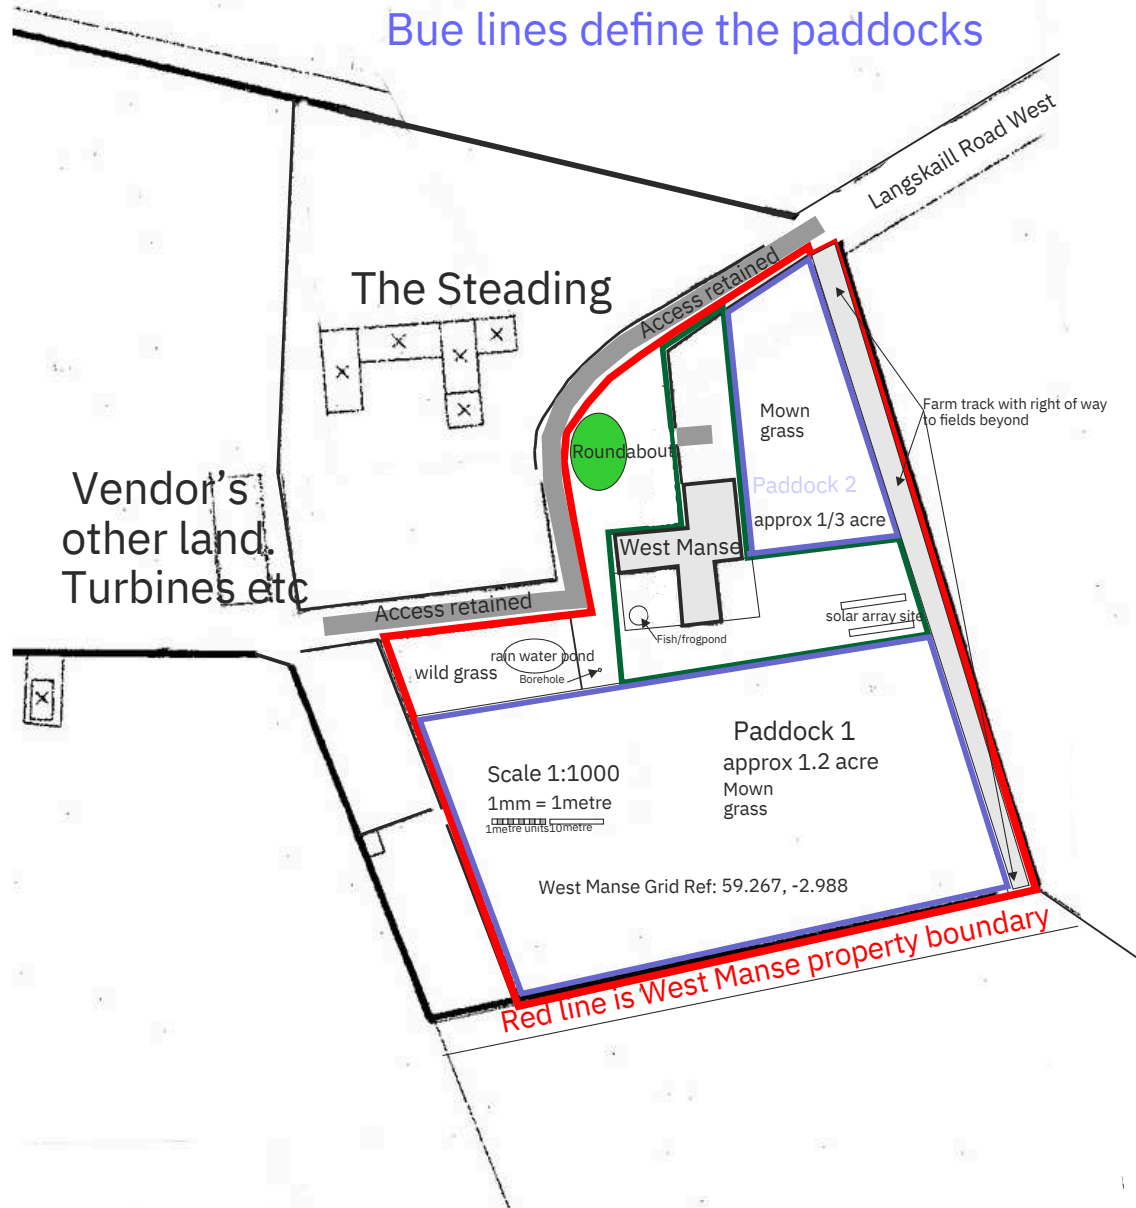 Bue lines define the paddocks
Langskaill Road West
Access retained
The Steading
Farm track with right of way
to fields beyond
Mown
grass
Roundabout
Vendor's
other land.
Turbines etc
Paddock 2
approx 1/3 acre
West Manse
Access retained
solar array site
Fish/frogpond
rain water pond
wild grass
Borehole
Paddock 1
approx 1.2 acre
Mown
grass
Scale 1:1000
1mm = 1metre
1metre units10metre
West Manse Grid Ref: 59.267, -2.988
Red line is West Manse property boundary